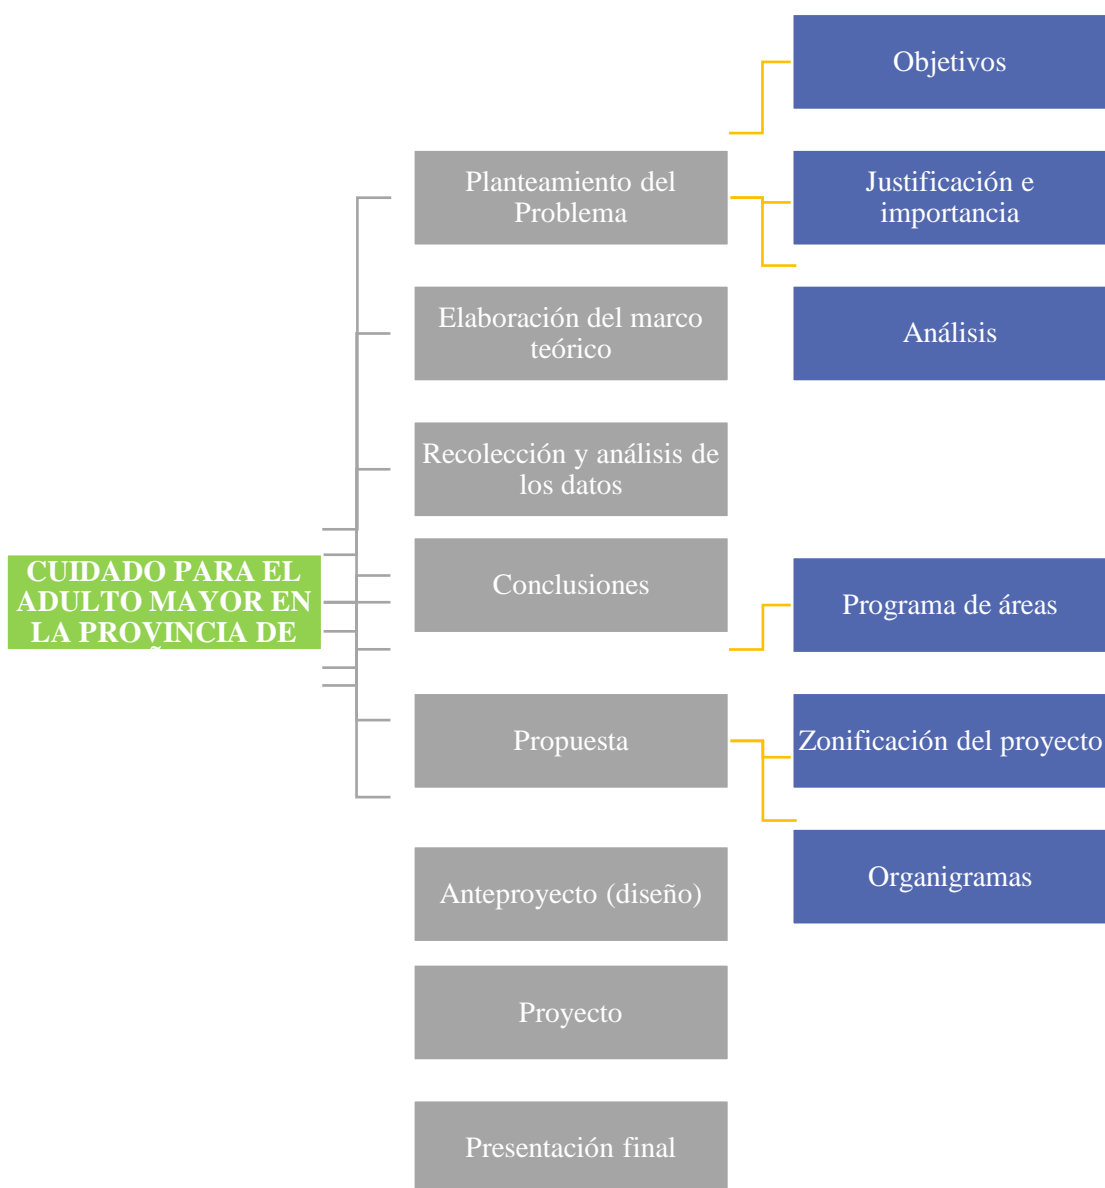 CUIDADO PARA EL
ADULTO MAYOR EN
LA PROVINCIA DE
Planteamiento del
Problema
Objetivos
Justificación e
importancia
Análisis
Elaboración del marco
teórico
Recolección y análisis de
los datos
Conclusiones
Propuesta
Programa de áreas
Zonificación del proyecto
Organigramas
Anteproyecto (diseño)
Proyecto
Presentación final